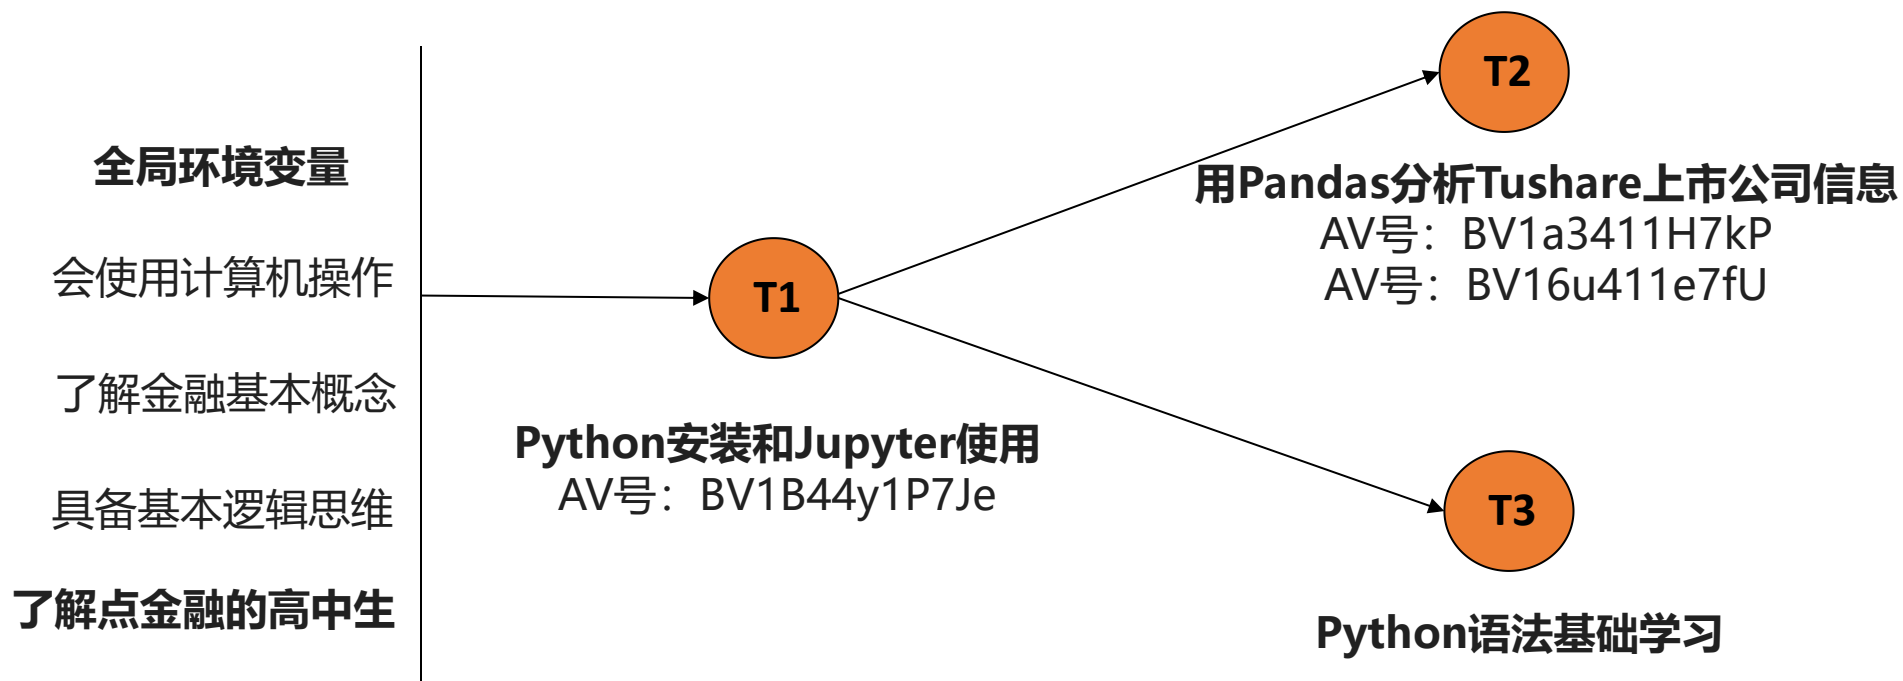 全局环境变量
会使用计算机操作
了解金融基本概念
具备基本逻辑思维
了解点金融的高中生
T1
Python安装和Jupyter使用
AV号：BV1B44y1P7Je
T2
用Pandas分析Tushare上市公司信息
AV号：BV1a3411H7kP
AV号：BV16u411e7fU
T3
Python语法基础学习